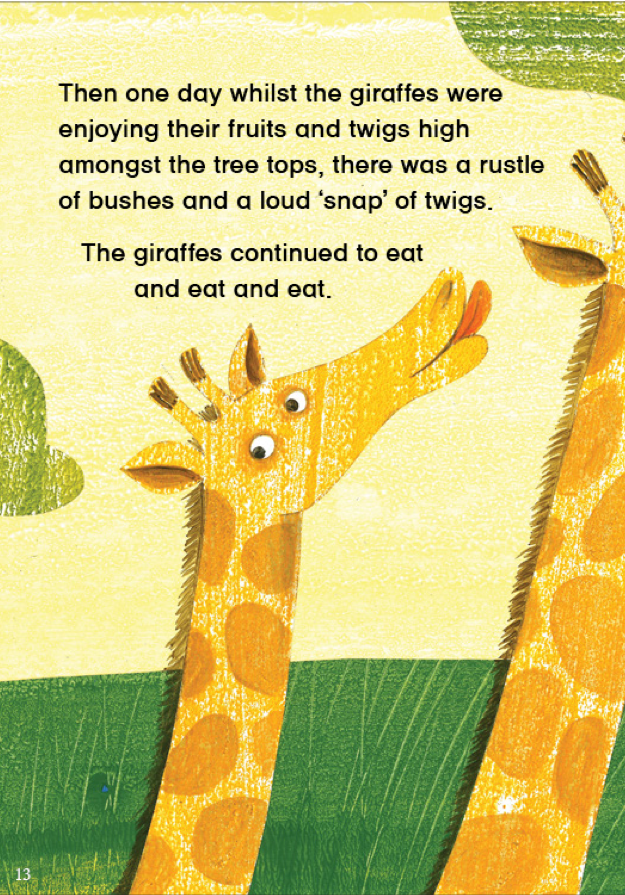 Then one day whilst the giraffes were
enjoying their fruits and twigs high
amongst the tree tops, there was a rustle
of bushes and a loud ‘snap’ of twigs.
The giraffes continued to eat
and eat and eat.
13